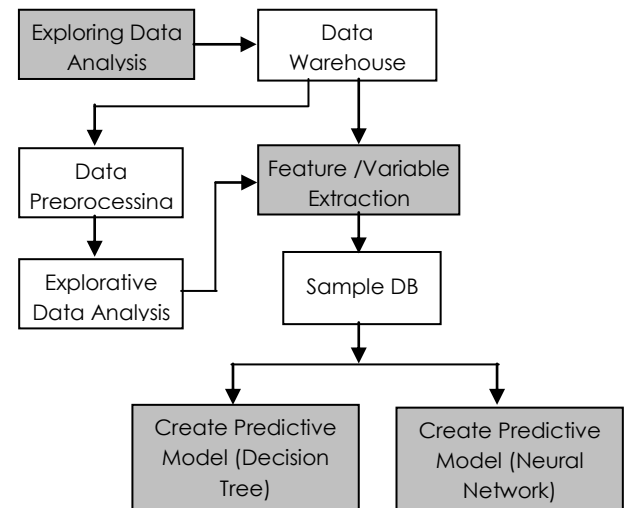 Exploring Data
Analysis
Data
Warehouse
Data
Preprocessing
Feature /Variable
Extraction
Explorative
Data Analysis
Sample DB
Create Predictive
Model (Decision
Tree)
Create Predictive
Model (Neural
Network)